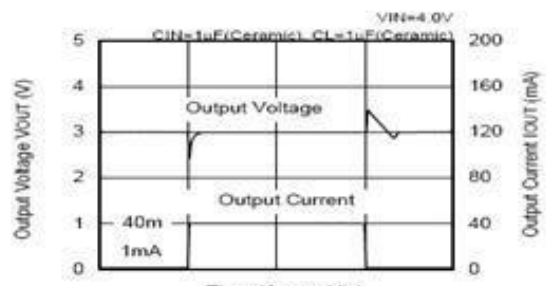 VIN=4.0V
CIN=1uF(Ceramic), CL=1uF(Ceramic)
5
4
3
2
1
0
Output Voltage VOUT (V)
Output Voltage
Output Current
40m
1mA
200
160
120
80
40
0
Output Current IOUT (mA)